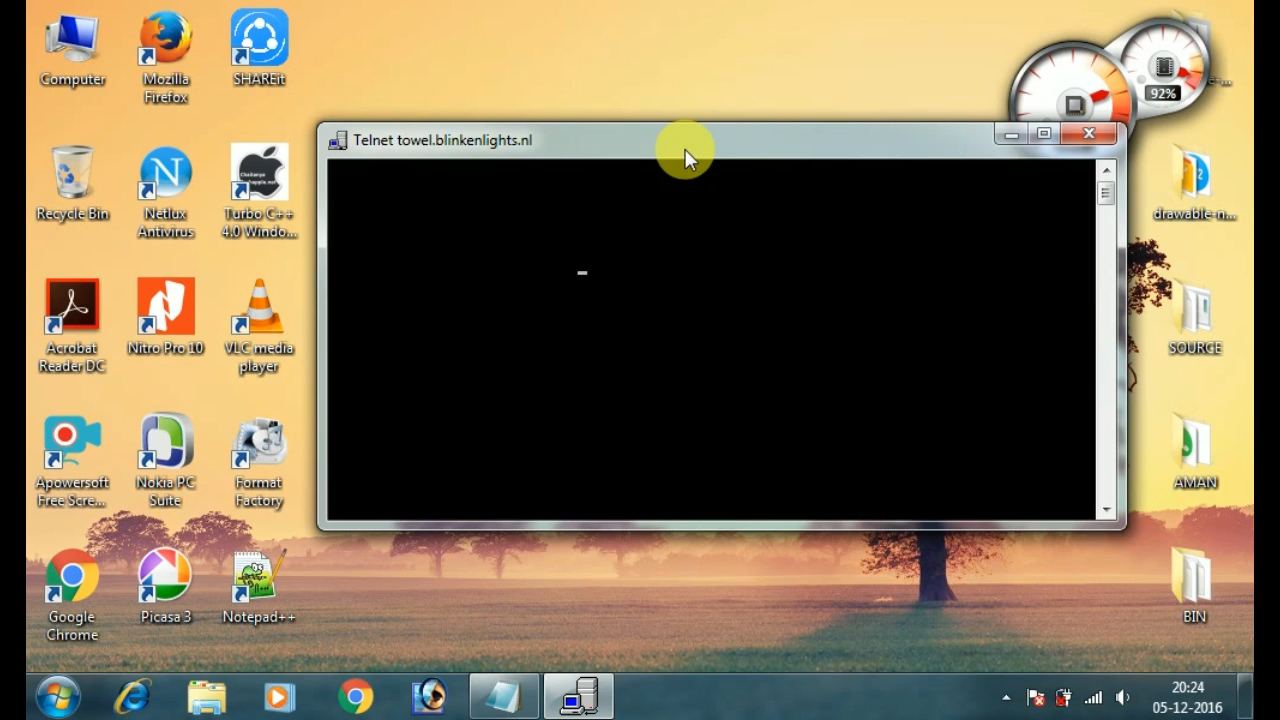 Computer
Mozilla
Firefox
SHAREit
92%
Telnet towel.blinkenlights.nl
Recycle Bin
Netlux
Antivirus
Turbo C++
4.0 Windo...
drawable-n...
Acrobat
Reader DC
Nitro Pro 10
VLC media
player
SOURCE
Apowersoft
Free Scre...
Nokia PC
Suite
Format
Factory
AMAN
Google
Chrome
Picasa 3
Notepad++
BIN
20:24
05-12-2016